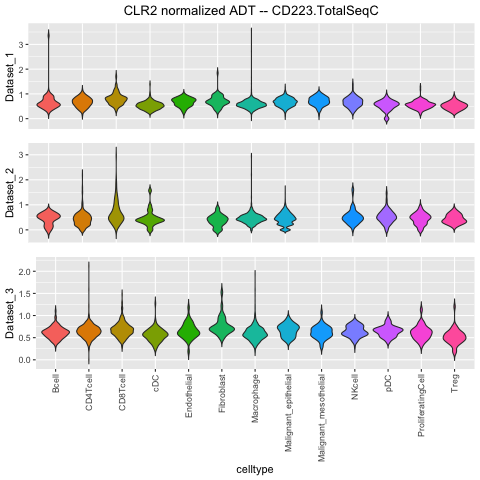 CLR2 normalized ADT -- CD223.TotalSeqC
Dataset_1
3
2
1
0
Dataset_2
3
2
1
0
Dataset_3
2.0
1.5
1.0
0.5
0.0
Bcell
CD4Tcell
CD8Tcell
cDC
Endothelial
Fibroblast
Macrophage
Malignant_epithelial
Malignant_mesothelial
NKcell
pDC
ProliferatingCell
Treg
celltype